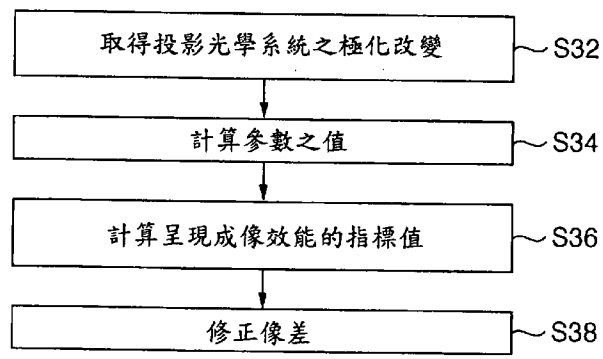 取得投影光學系統之極化改變
S32
計算參數之值
S34
計算呈現成像效能的指標值
S36
修正像差
S38